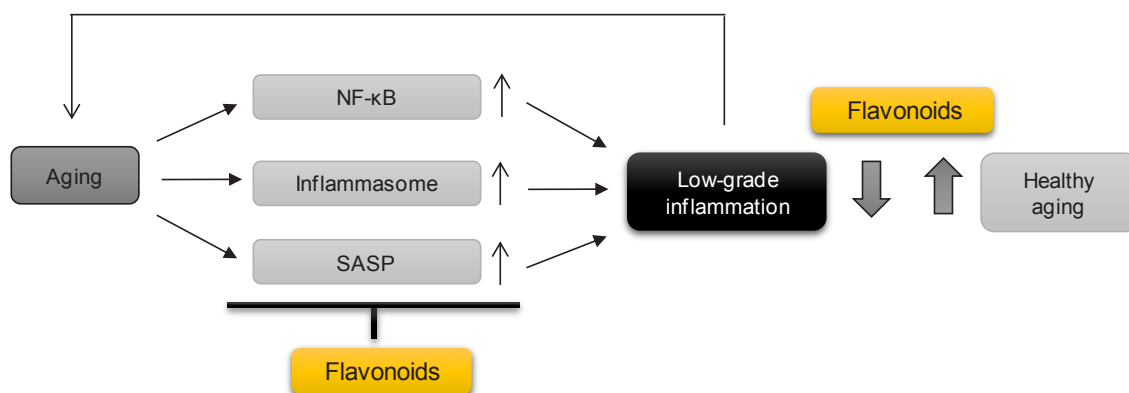 NF-κB
Flavonoids
Aging
Inflammasome
Low-grade
inflammation
Healthy
aging
SASP
Flavonoids